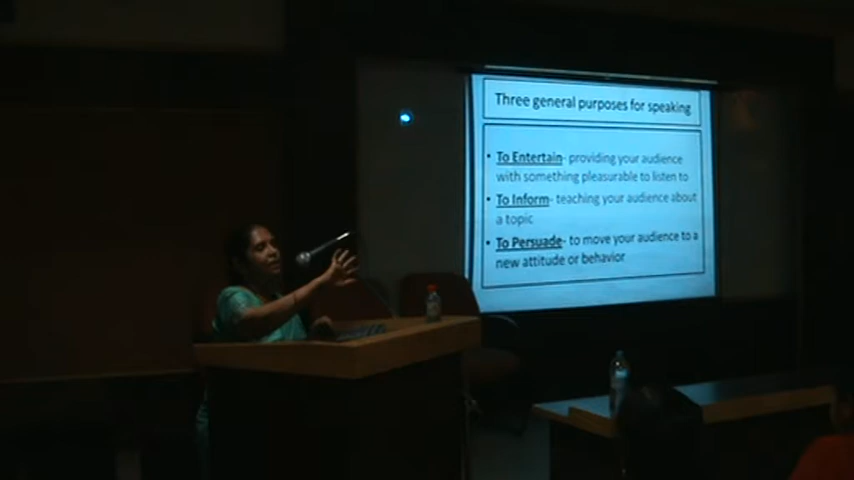 Three general purposes for speaking
• To Entertain- providing your audience
with something pleasurable to listen to
• To Inform- teaching your audience about
a topic
• To Persuade- to move your audience to a
new attitude or behavior